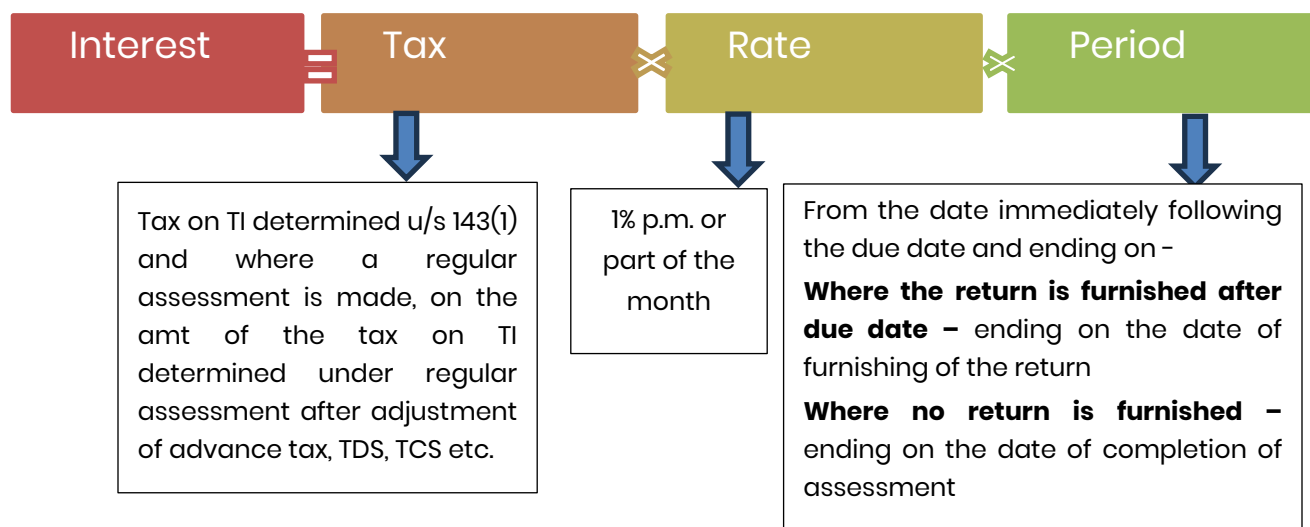 Interest
=
Tax
×
Rate
×
Period
Tax on TI determined u/s 143(1)
and where a regular
assessment is made, on the
amt of the tax on TI
determined under regular
assessment after adjustment
of advance tax, TDS, TCS etc.
1% p.m. or
part of the
month
From the date immediately following
the due date and ending on -
Where the return is furnished after
due date – ending on the date of
furnishing of the return
Where no return is furnished –
ending on the date of completion of
assessment